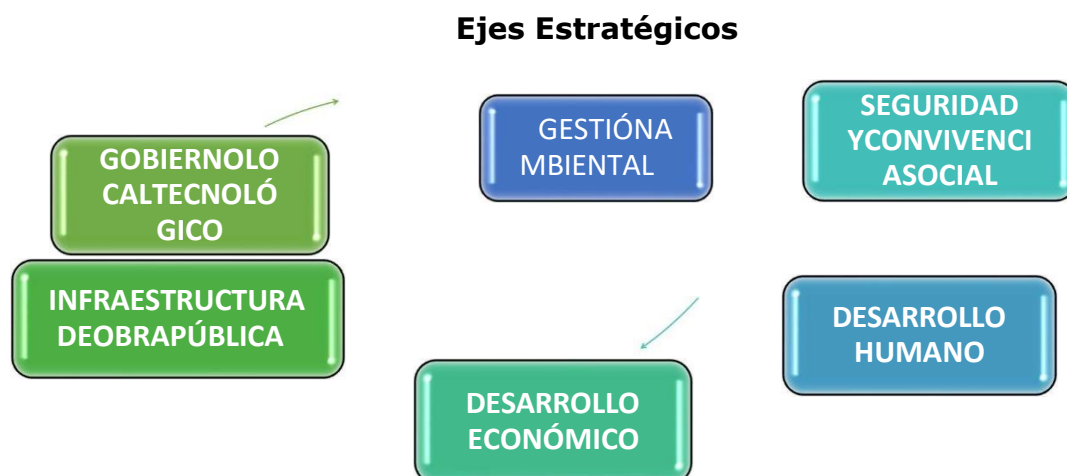 Ejes Estratégicos
GESTIÓNA
MBIENTAL
SEGURIDAD
YCONVIVENCI
ASOCIAL
GOBIERNOLO
CALTECNOLÓ
GICO
INFRAESTRUCTURA
DEOBRAPÚBLICA
DESARROLLO
HUMANO
DESARROLLO
ECONÓMICO